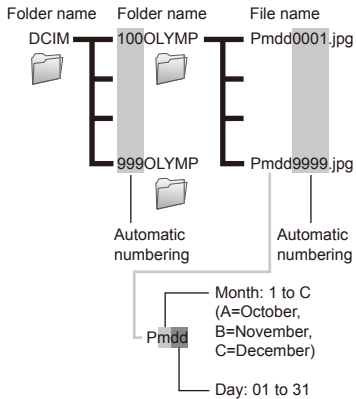 Folder name Folder name File name
DCIM 100OLYMP Pmdd0001.jpg
999OLYMP Pmdd9999.jpg
Automatic numbering
Automatic numbering
Month: 1 to C
(A=October,
B=November,
C=December)
Pmdd
Day: 01 to 31